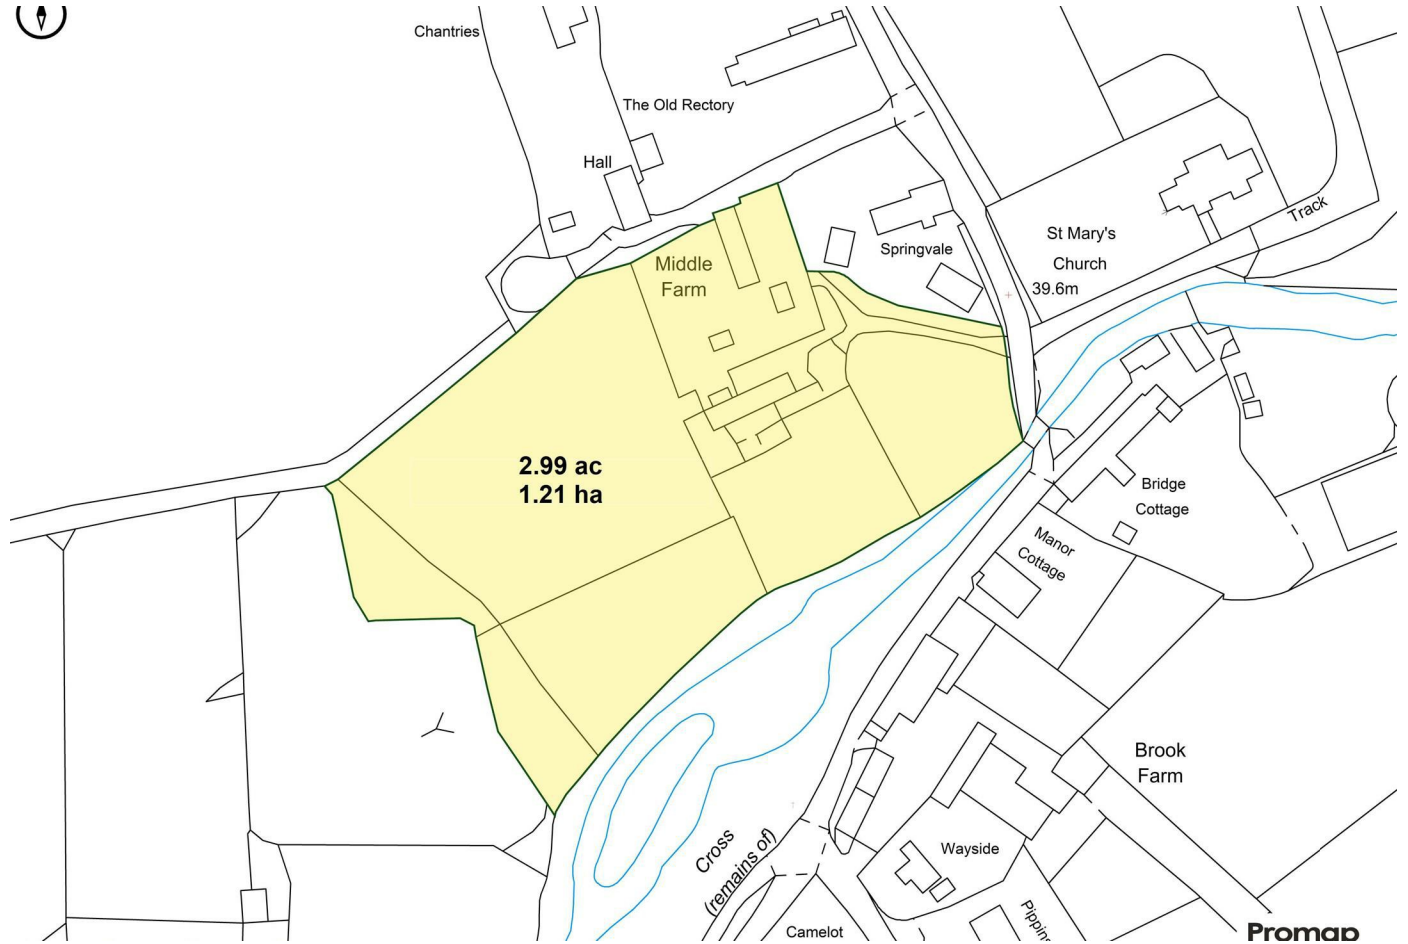 Chantries
The Old Rectory
Hall
Track
St Mary's
Church
Springvale
Middle
Farm
39.6m
2.99 ac
1.21 ha
Bridge
Cottage
Manor
Cottage
Brook
Farm
Cross
(remains of)
Wayside
Camelot
Promap